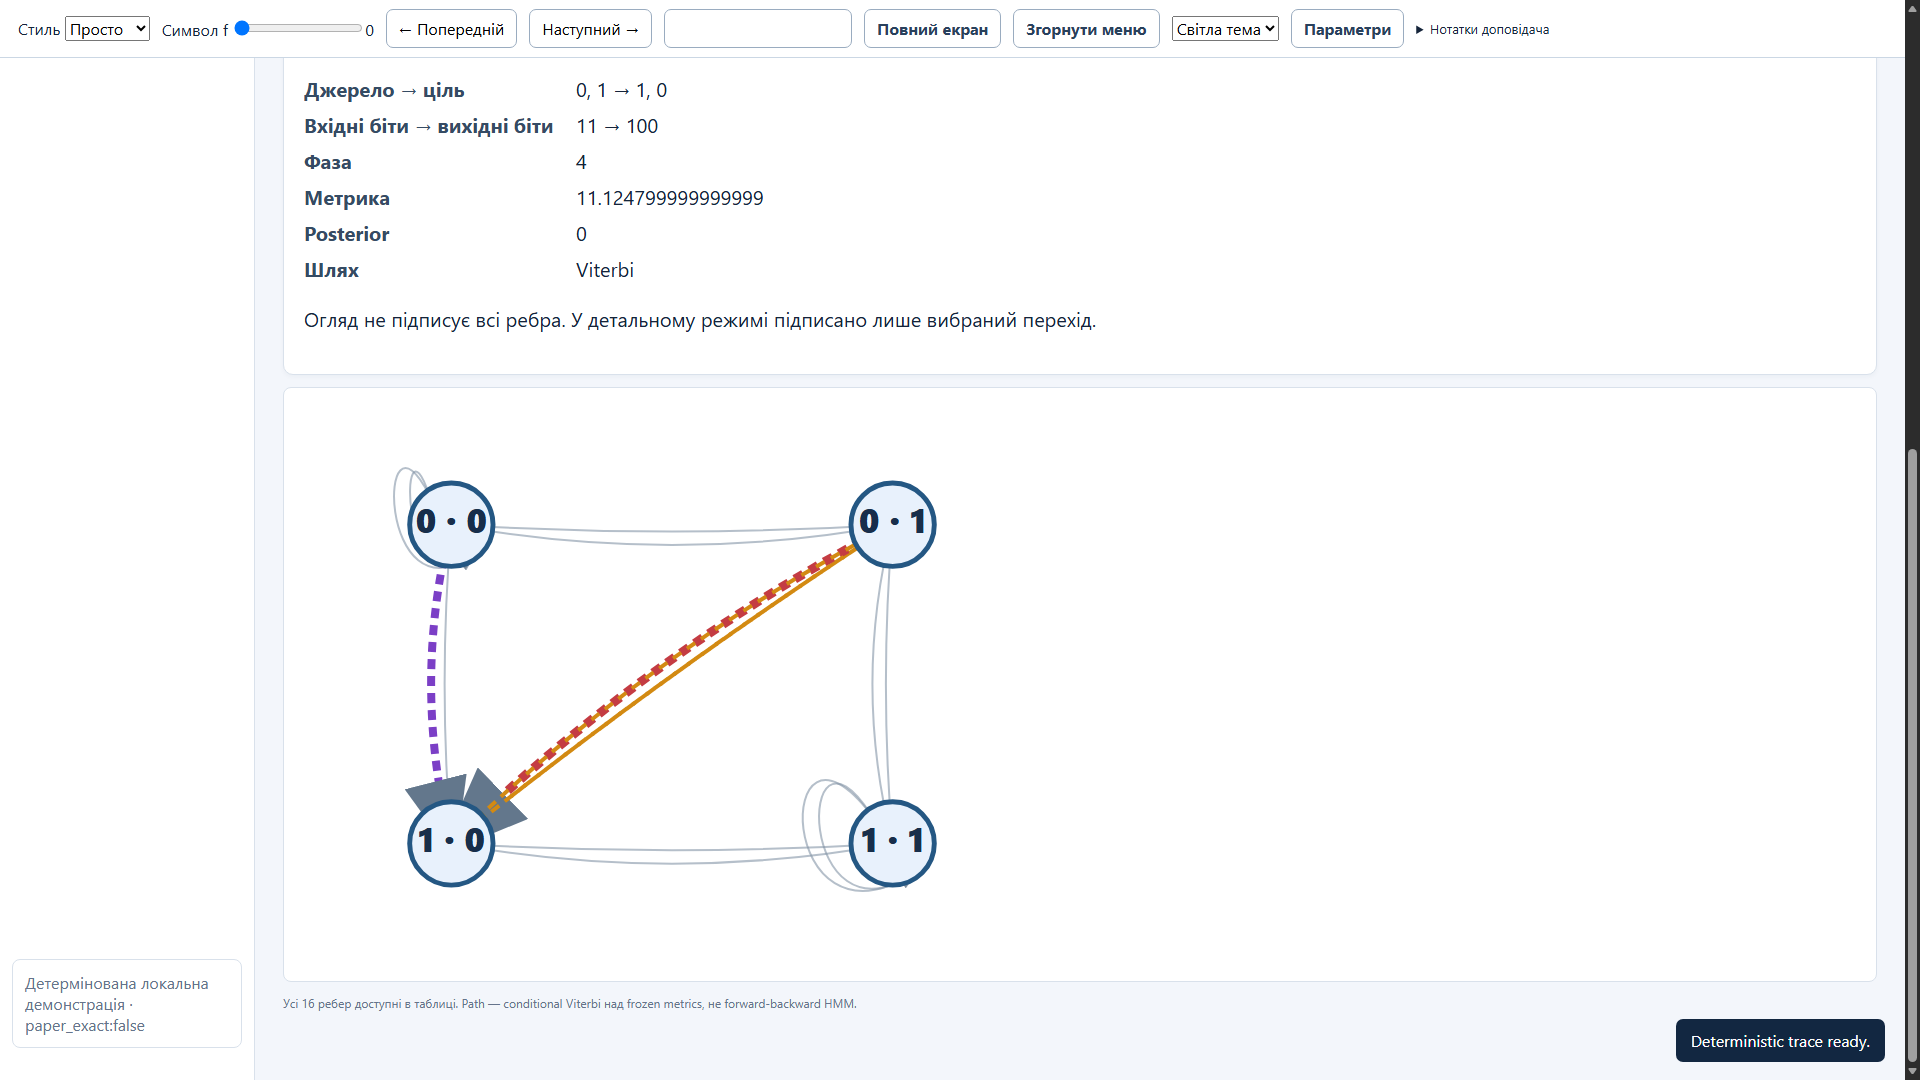 Стиль Просто Символ f 0 ← Попередній Наступний → Повний екран Згорнути меню Світла тема Параметри ▶ Нотатки доповідача
Джерело → ціль 0, 1 → 1, 0
Вхідні біти → вихідні біти 11 → 100
Фаза 4
Метрика 11.124799999999999
Posterior 0
Шлях Viterbi
Огляд не підписує всі ребра. У детальному режимі підписано лише вибраний перехід.
0 · 0 0 · 1
1 · 0 1 · 1
Детермінована локальна
демонстрація ·
paper_exact:false
Усі 16 ребер доступні в таблиці. Path — conditional Viterbi над frozen metrics, не forward-backward HMM.
Deterministic trace ready.